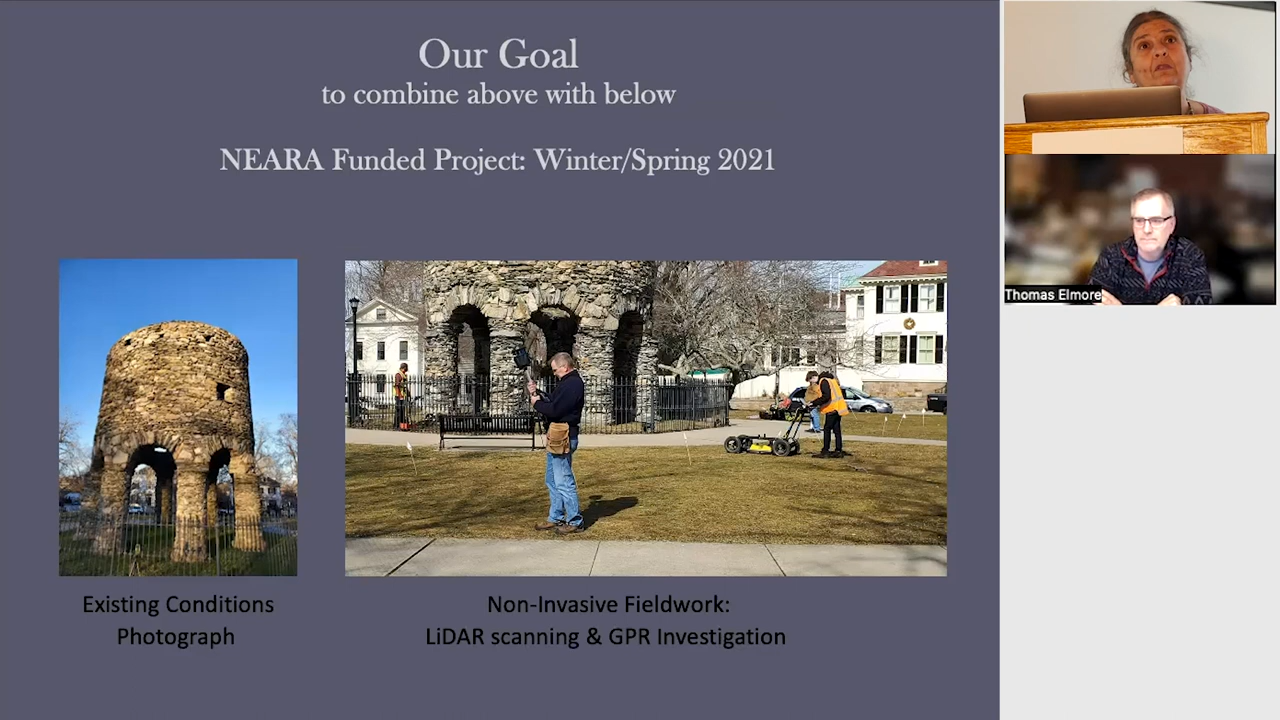 Our Goal
to combine above with below
NEARA Funded Project: Winter/Spring 2021
Existing Conditions
Photograph
Non-Invasive Fieldwork:
LiDAR scanning & GPR Investigation
Thomas Elmore